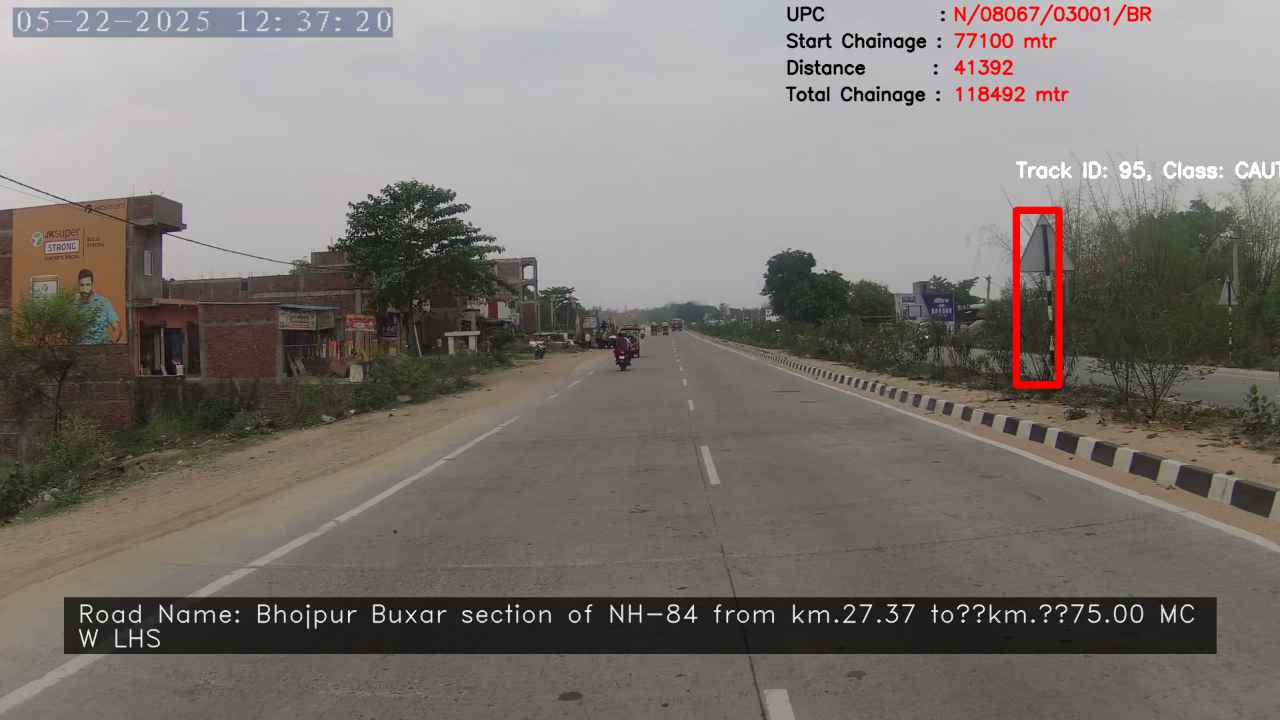 05-22-2025 12:37:20
UPC : N/08067/03001/BR
Start Chainage : 77100 mtr
Distance : 41392
Total Chainage : 118492 mtr
Track ID: 95, Class: CAUT
JKsuper
STRONG
Road Name: Bhojpur Buxar section of NH-84 from km.27.37 to??km.??75.00 MC
W LHS